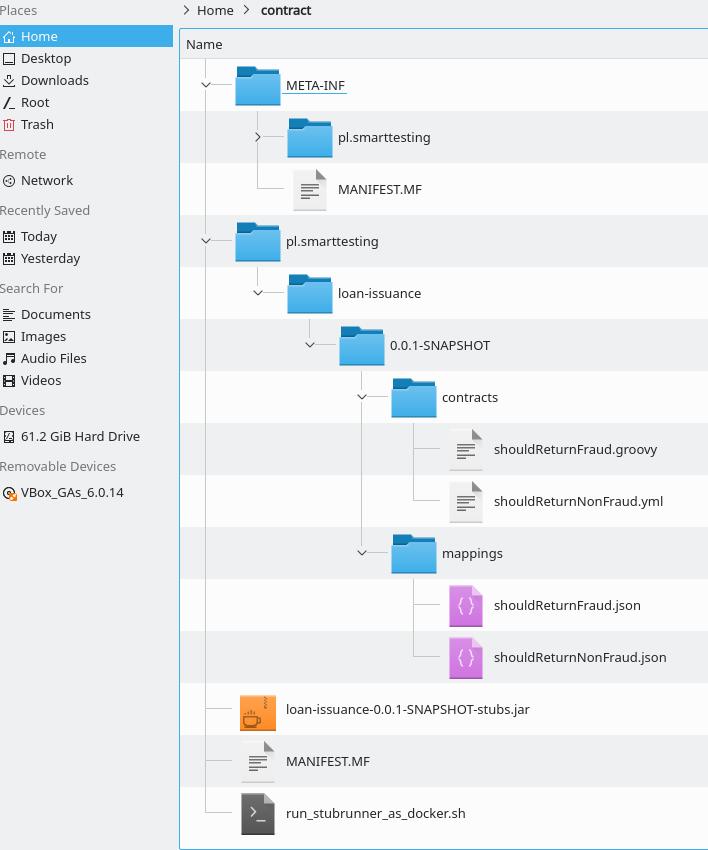 Places
Home
Desktop
Downloads
Root
Trash
Remote
Network
Recently Saved
Today
Yesterday
Search For
Documents
Images
Audio Files
Videos
Devices
61.2 GiB Hard Drive
Removable Devices
VBox_GAs_6.0.14
Home contract
Name
META-INF
pl.smarttesting
MANIFEST.MF
pl.smarttesting
loan-issuance
0.0.1-SNAPSHOT
contracts
shouldReturnFraud.groovy
shouldReturnNonFraud.yml
mappings
shouldReturnFraud.json
shouldReturnNonFraud.json
loan-issuance-0.0.1-SNAPSHOT-stubs.jar
MANIFEST.MF
run_stubrunner_as_docker.sh